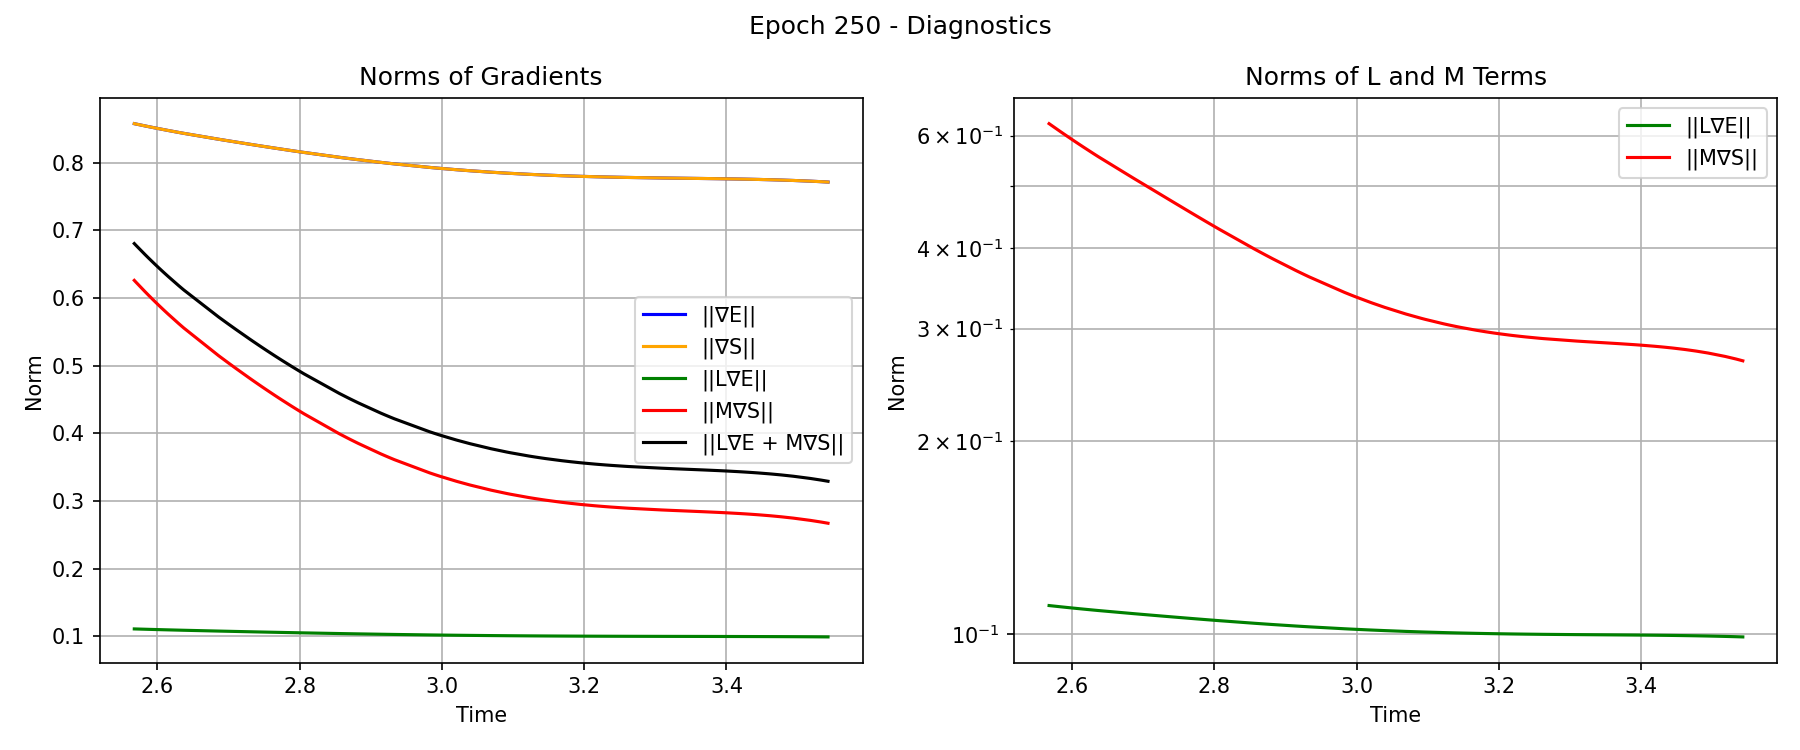 Epoch 250 - Diagnostics
Norms of Gradients
Norm
0.8
0.7
0.6
0.5
0.4
0.3
0.2
0.1
||∇E||
||∇S||
||L∇E||
||M∇S||
||L∇E + M∇S||
2.6 2.8 3.0 3.2 3.4
Time
Norms of L and M Terms
Norm
6 × 10⁻¹
4 × 10⁻¹
3 × 10⁻¹
2 × 10⁻¹
10⁻¹
||L∇E||
||M∇S||
2.6 2.8 3.0 3.2 3.4
Time